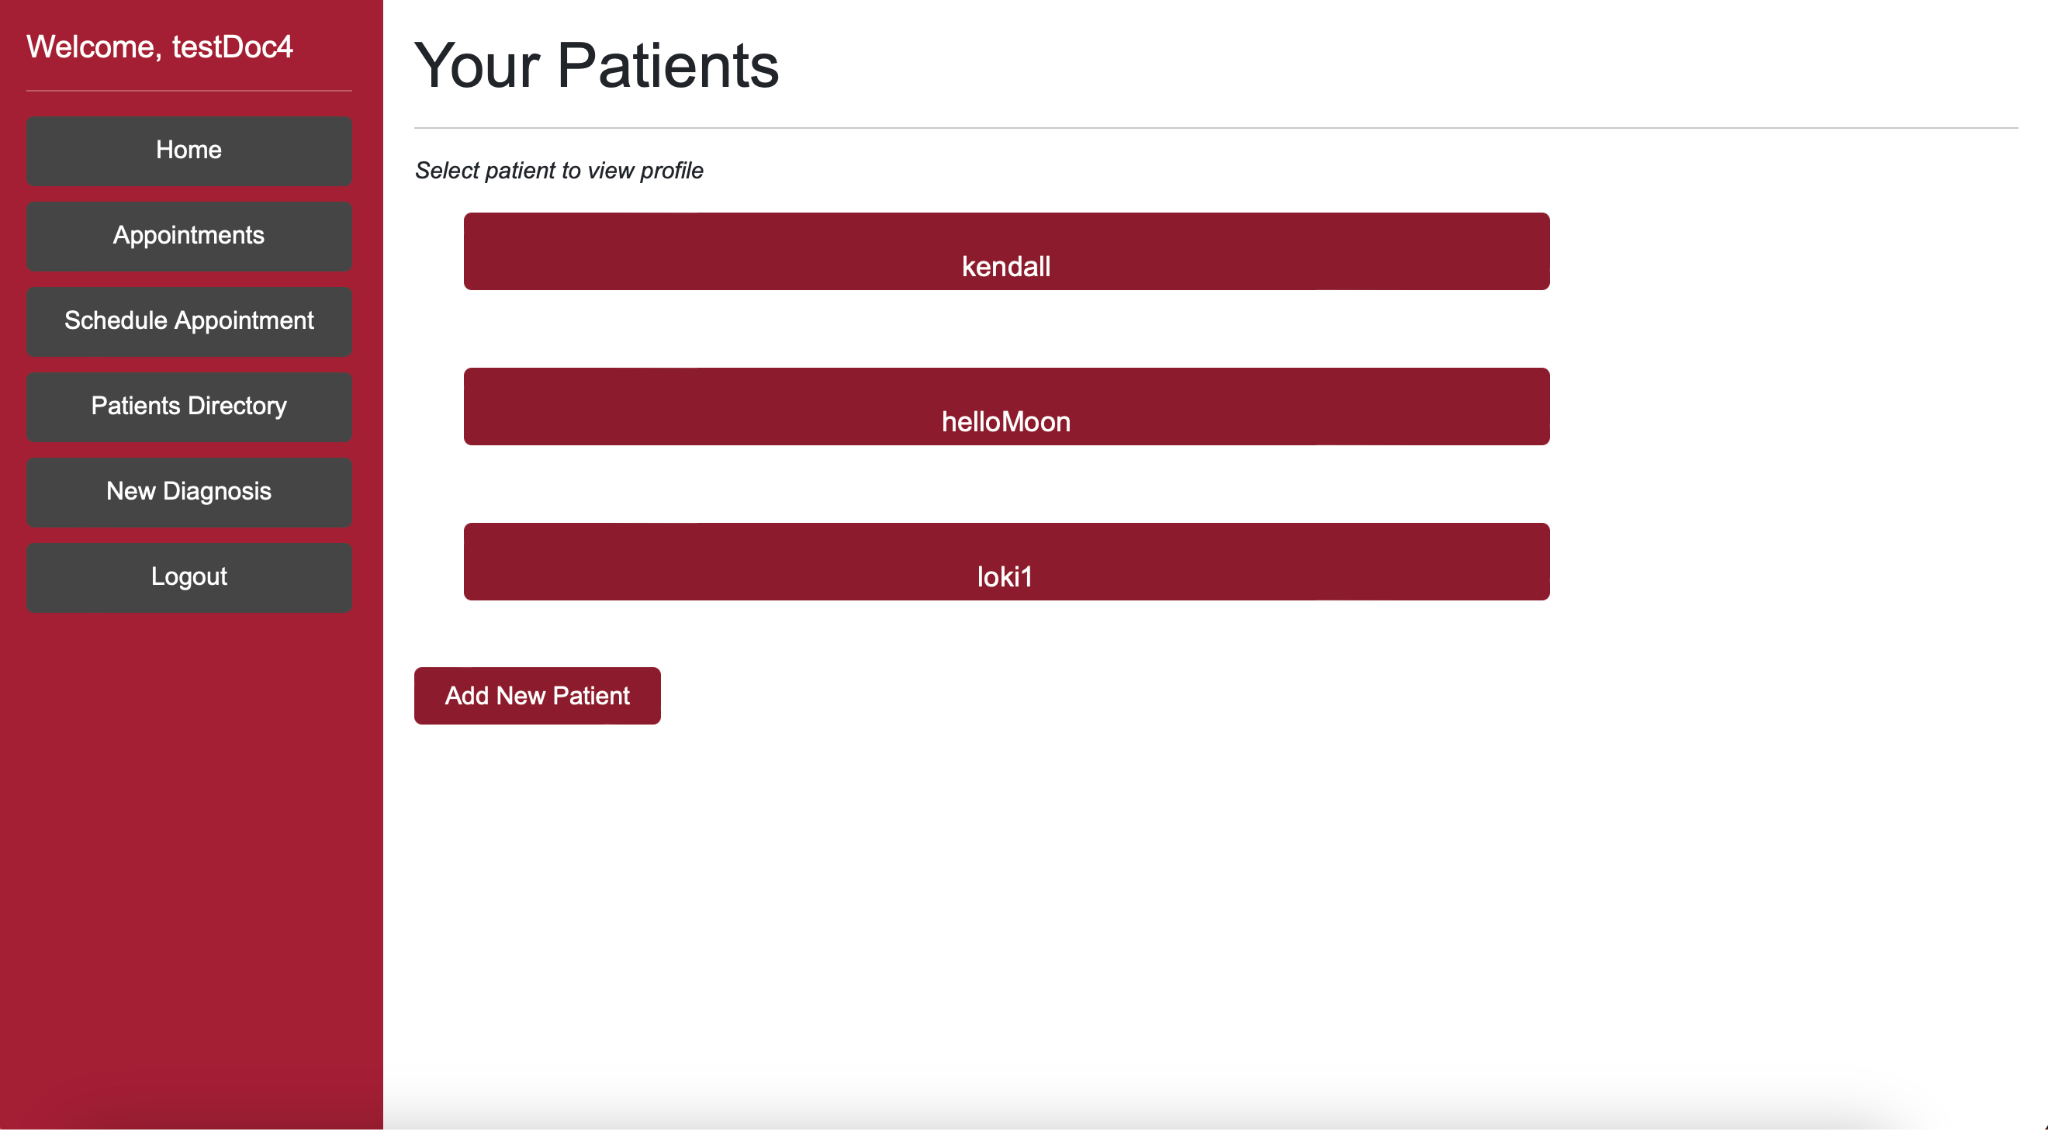 Welcome, testDoc4
Home
Appointments
Schedule Appointment
Patients Directory
New Diagnosis
Logout
Your Patients
Select patient to view profile
kendall
helloMoon
loki1
Add New Patient